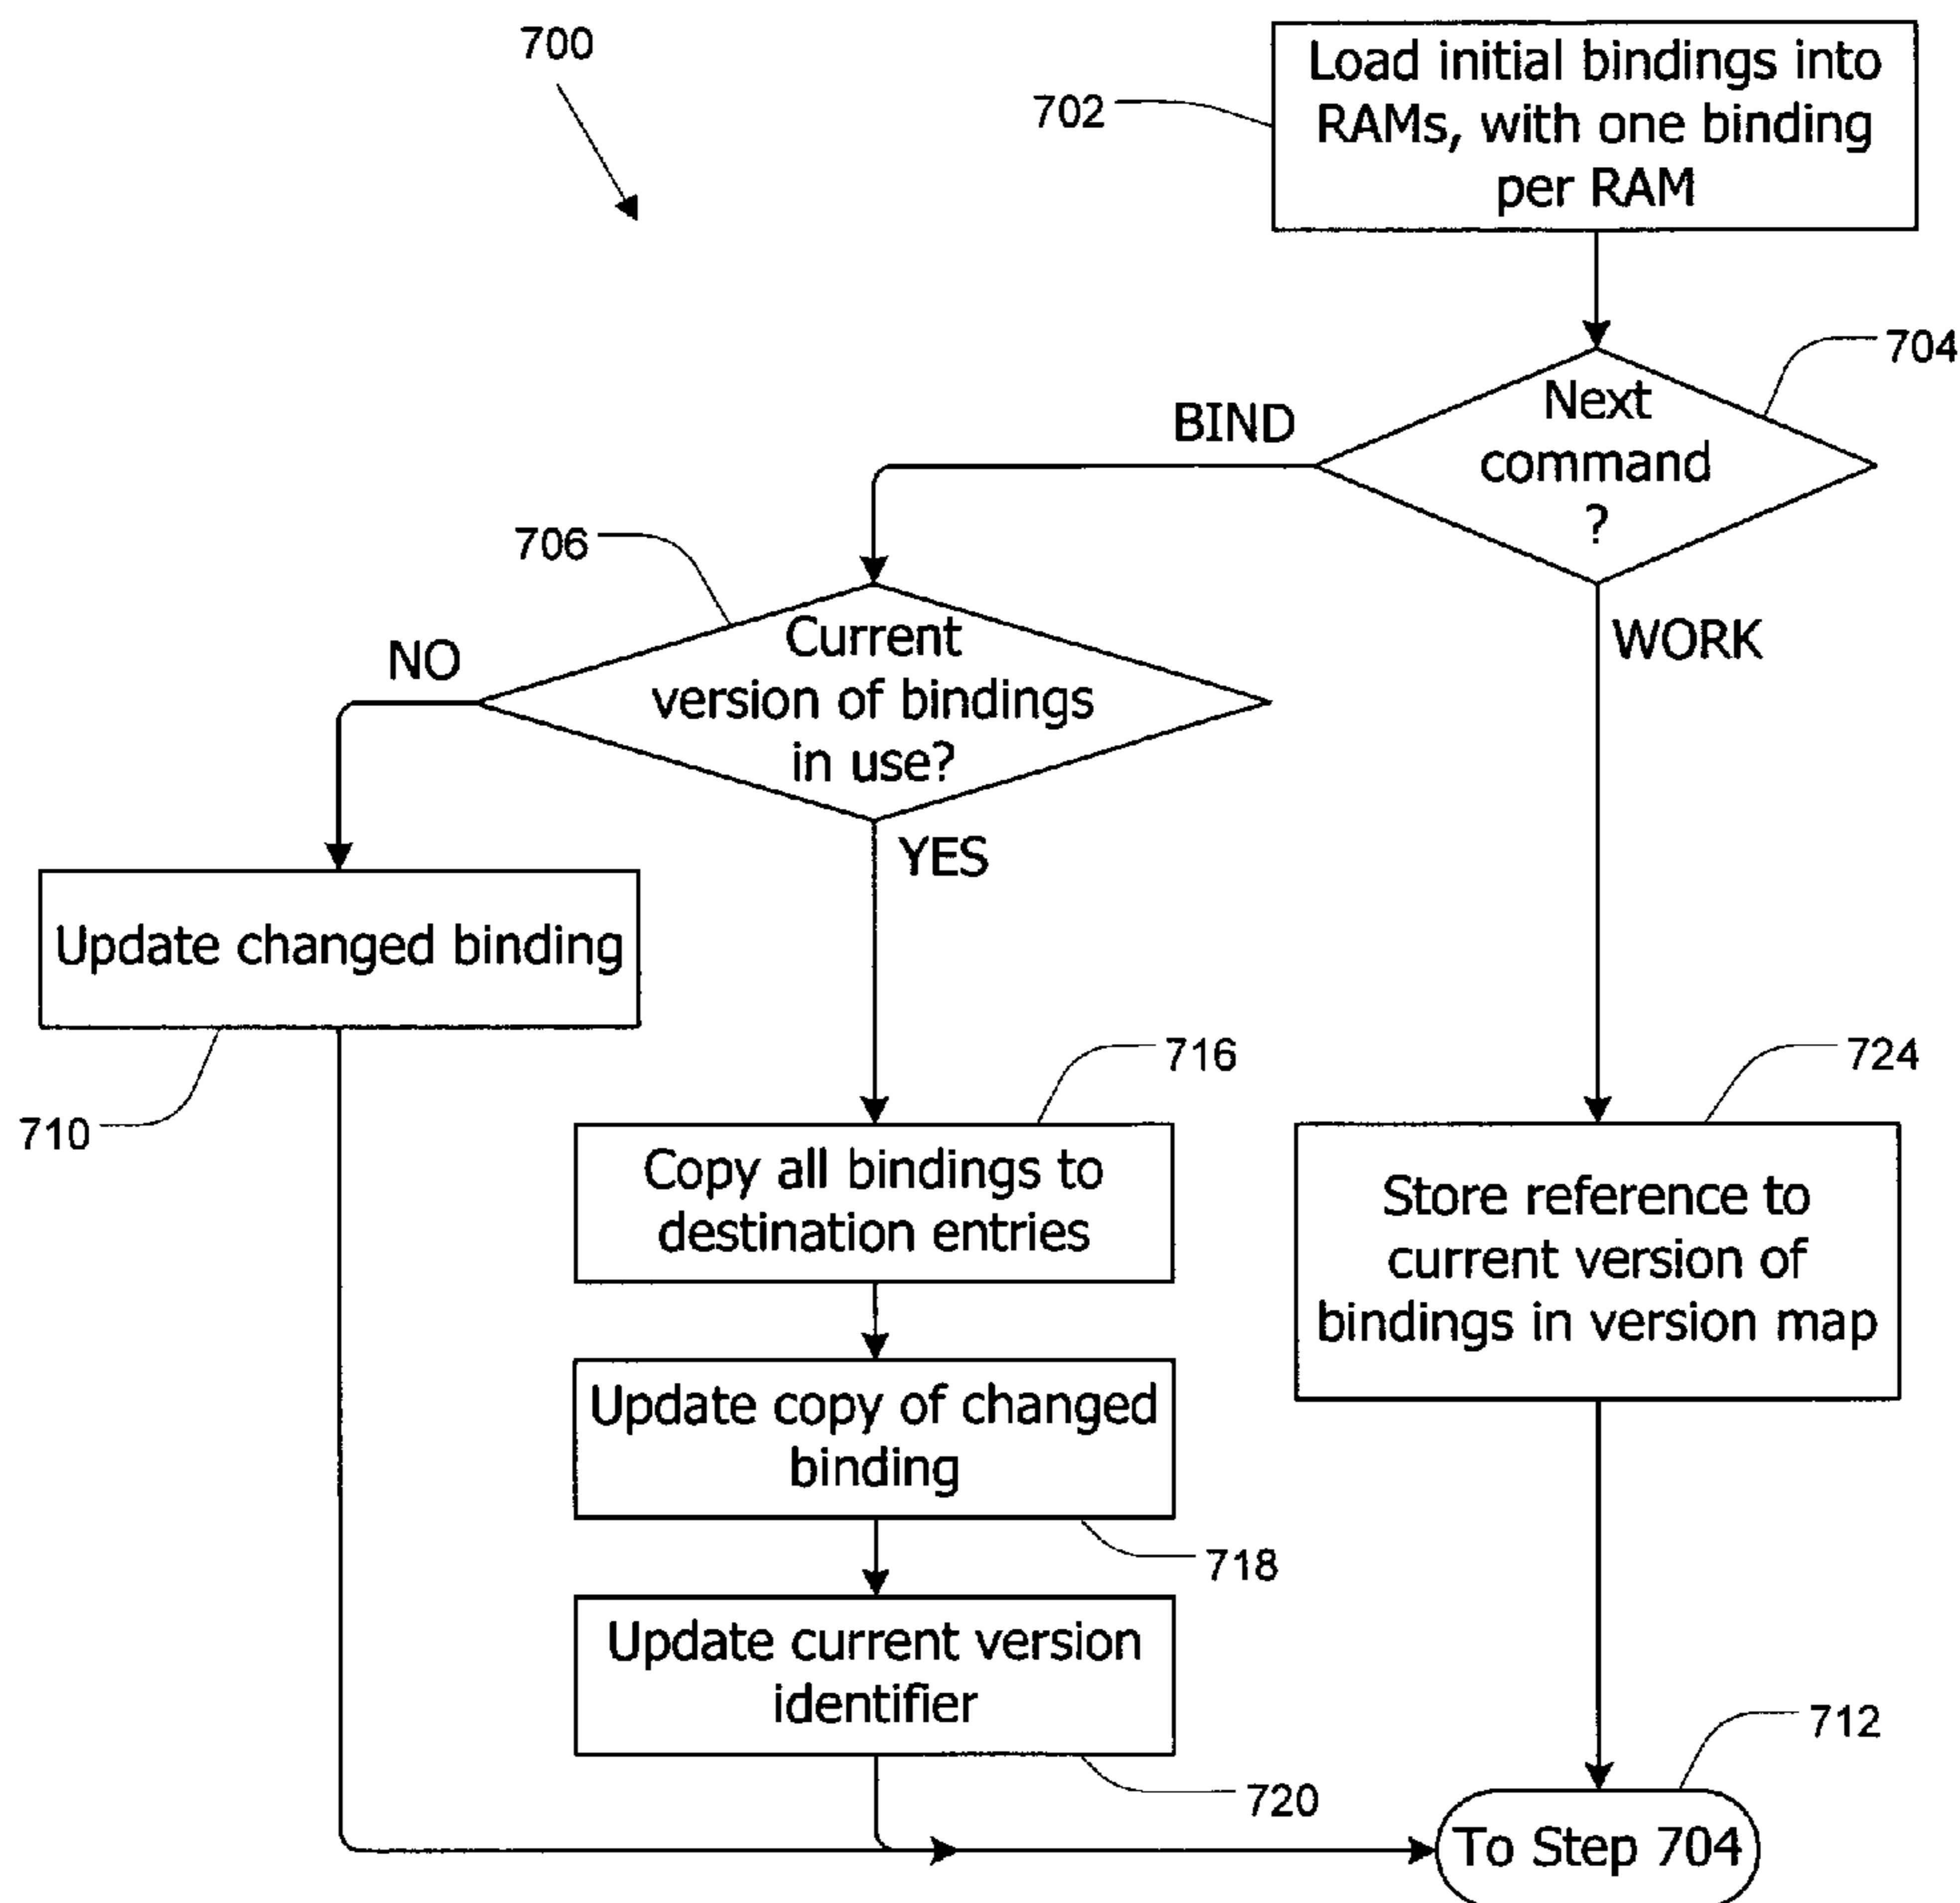 700
Load initial bindings into
RAMs, with one binding
per RAM
702
704
Next
command
?
BIND
WORK
706
Current
version of bindings
in use?
NO
YES
Update changed binding
710
716
Copy all bindings to
destination entries
724
Store reference to
current version of
bindings in version map
Update copy of changed
binding
718
Update current version
identifier
720
712
To Step 704